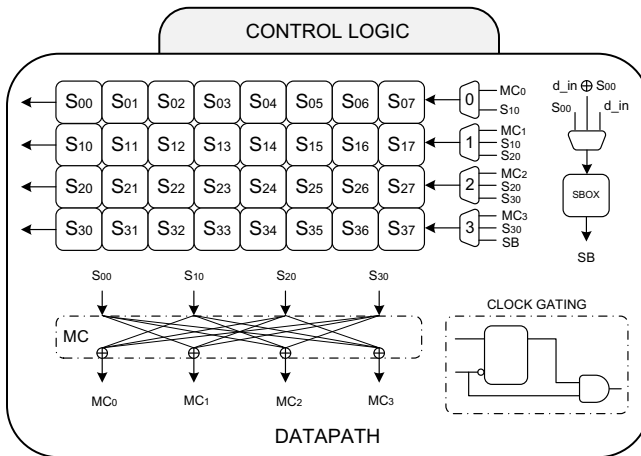 CONTROL LOGIC
S00 S01 S02 S03 S04 S05 S06 S07
0
MC0
S10
S10 S11 S12 S13 S14 S15 S16 S17
1
MC1
S10
S20
S20 S21 S22 S23 S24 S25 S26 S27
2
MC2
S20
S30
S30 S31 S32 S33 S34 S35 S36 S37
3
MC3
S30
SB
d_in ⊕ S00
S00 d_in
SBOX
SB
S00 S10 S20 S30
MC
MC0 MC1 MC2 MC3
CLOCK GATING
DATAPATH